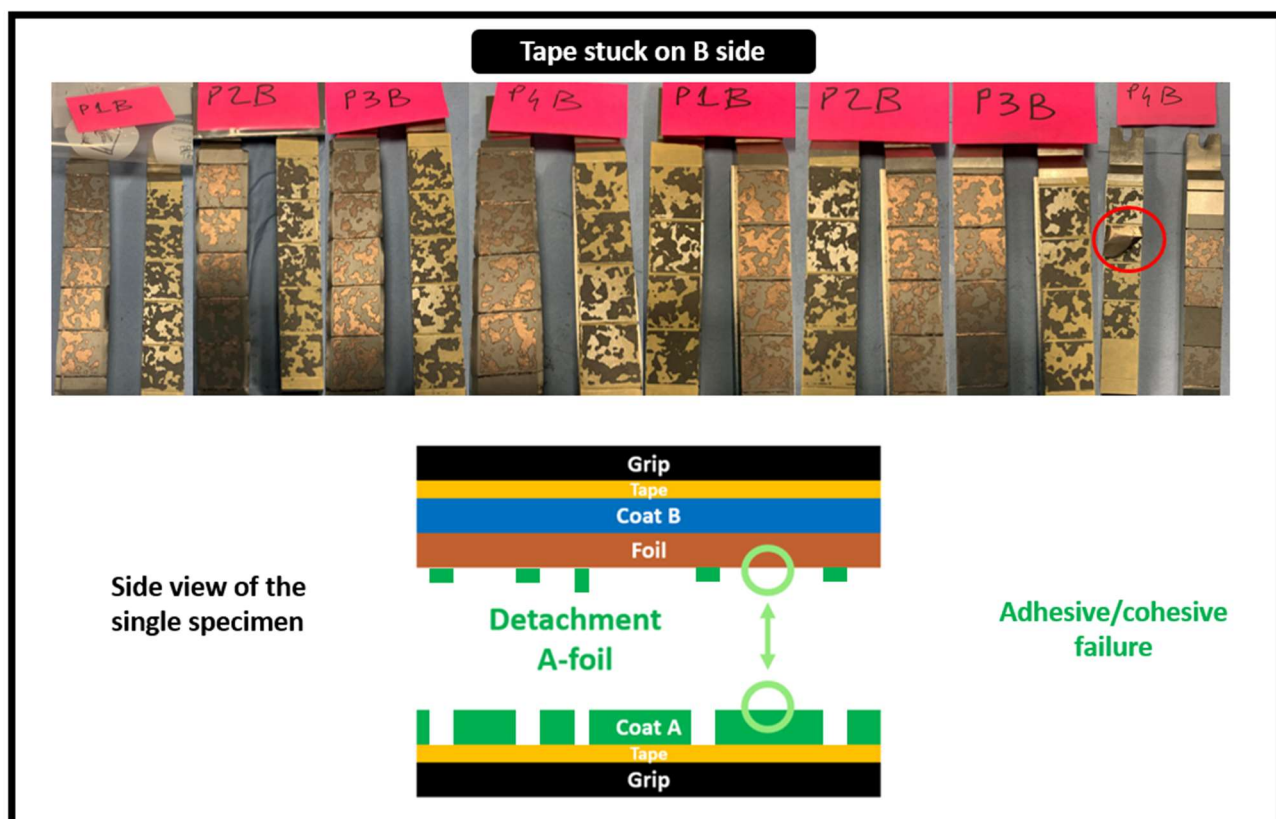 Tape stuck on B side
P1B
P2B
P3B
P4B
P1B
P2B
P3B
P4B
Grip
Tape
Coat B
Foil
Side view of the
single specimen
Detachment
A-foil
Adhesive/cohesive
failure
Coat A
Tape
Grip